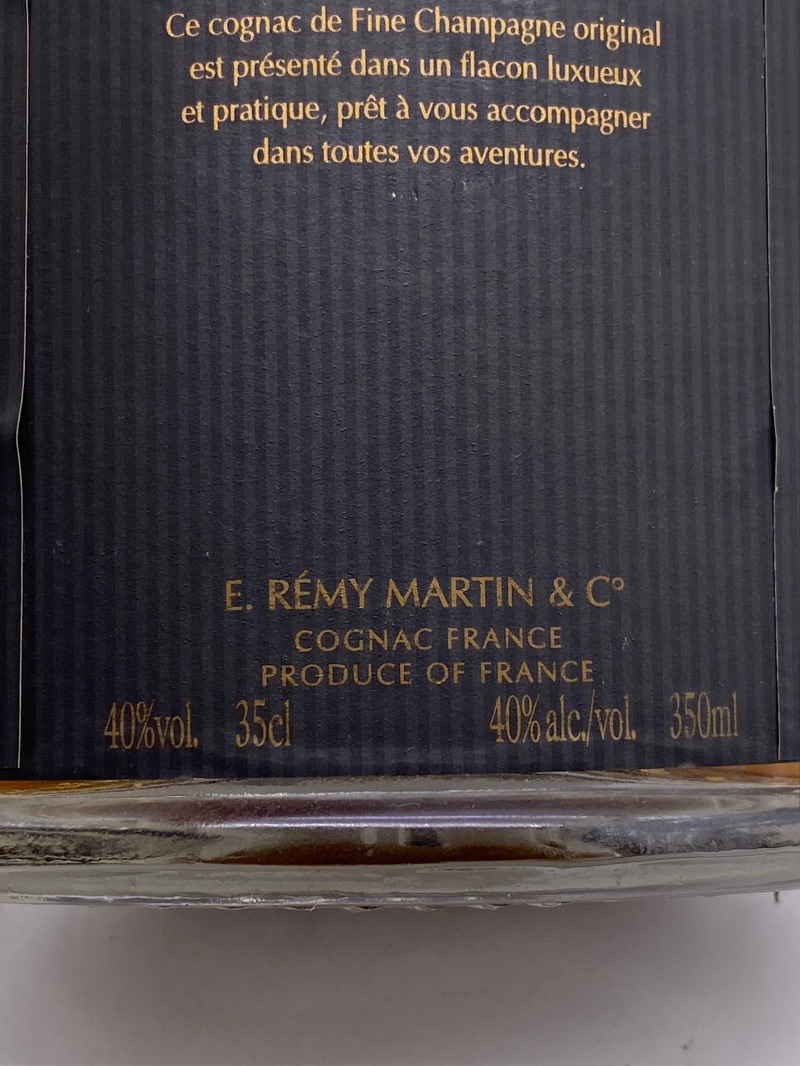 Ce cognac de Fine Champagne original
est présenté dans un flacon luxueux
et pratique, prêt à vous accompagner
dans toutes vos aventures.
E. RÉMY MARTIN & Cº
COGNAC FRANCE
PRODUCE OF FRANCE
40%vol. 35cl 40% alc./vol. 350ml